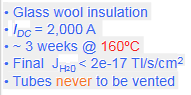 • Glass wool insulation
• IDC = 2,000 A
• ~ 3 weeks @ 160ºC
• Final JH20 < 2e-17 Tl/s/cm2
• Tubes never to be vented